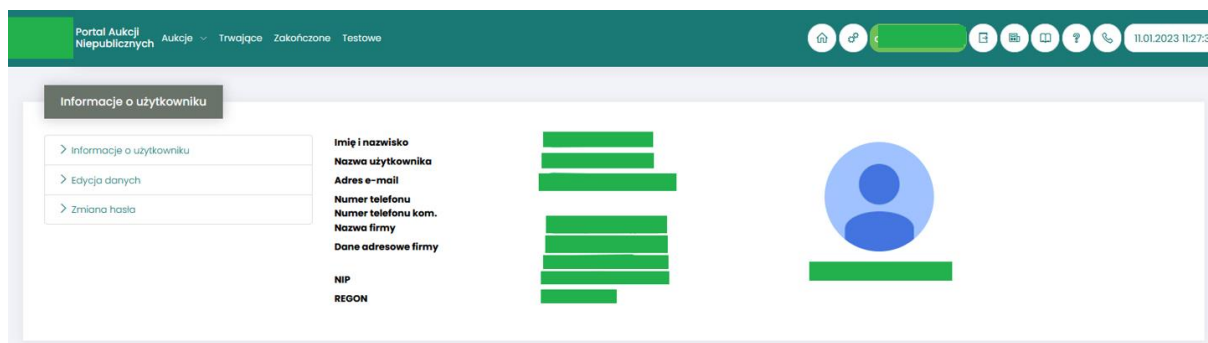 Portal Aukcji
Niepublicznych
Aukcje Trwające Zakończone Testowe
11.01.2023 11:27:3
Informacje o użytkowniku
Informacje o użytkowniku
Edycja danych
Zmiana hasła
Imię i nazwisko
Nazwa użytkownika
Adres e-mail
Numer telefonu
Numer telefonu kom.
Nazwa firmy
Dane adresowe firmy
NIP
REGON